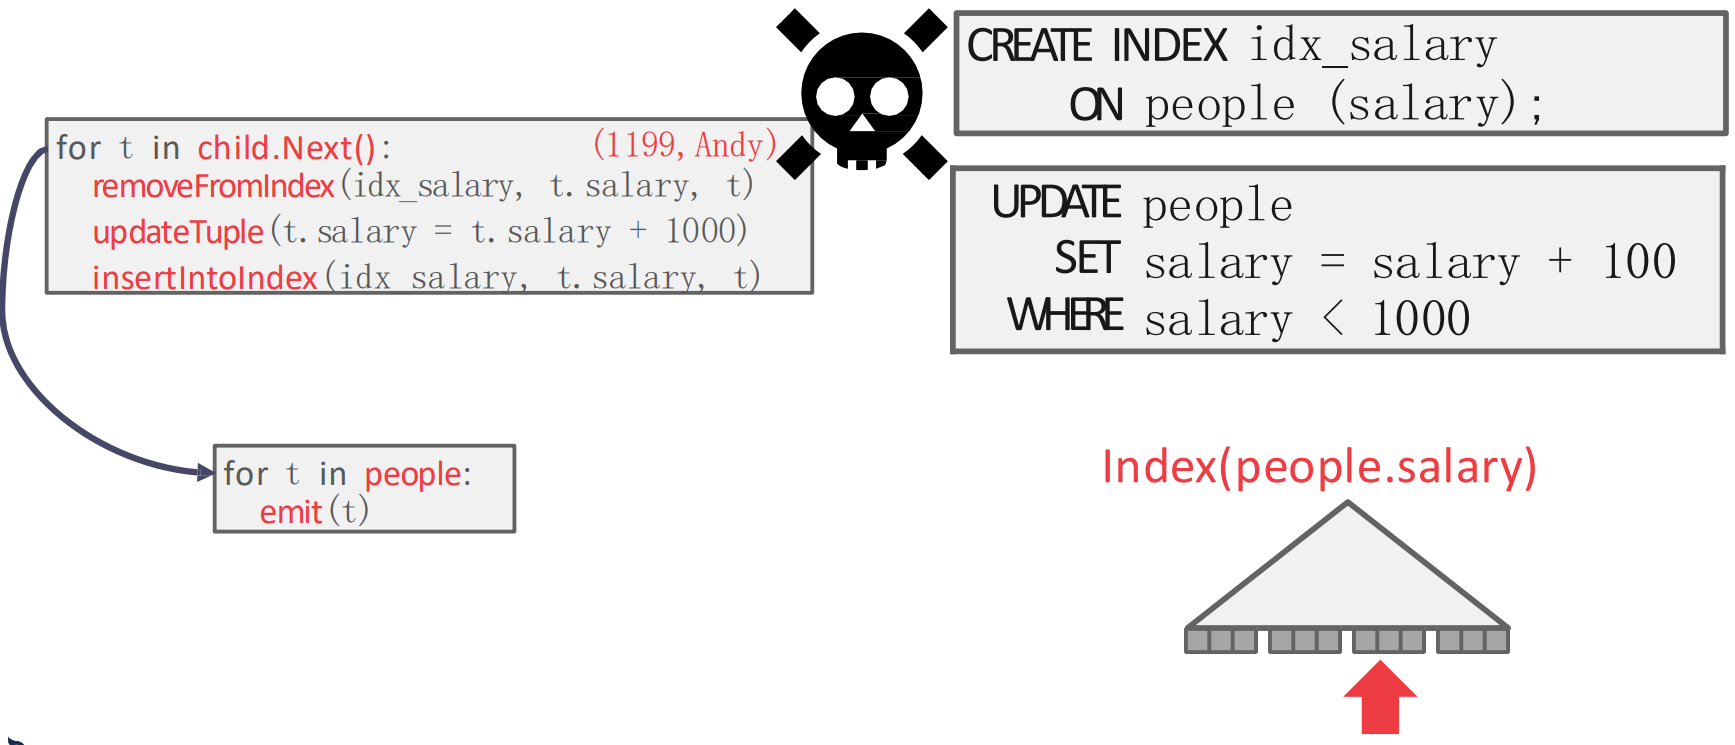 CREATE INDEX idx_salary
ON people (salary);
for t in child.Next(): (1199, Andy)
removeFromIndex(idx_salary, t.salary, t)
updateTuple(t.salary = t.salary + 1000)
insertIntoIndex(idx_salary, t.salary, t)
UPDATE people
SET salary = salary + 100
WHERE salary < 1000
for t in people:
emit(t)
Index(people.salary)